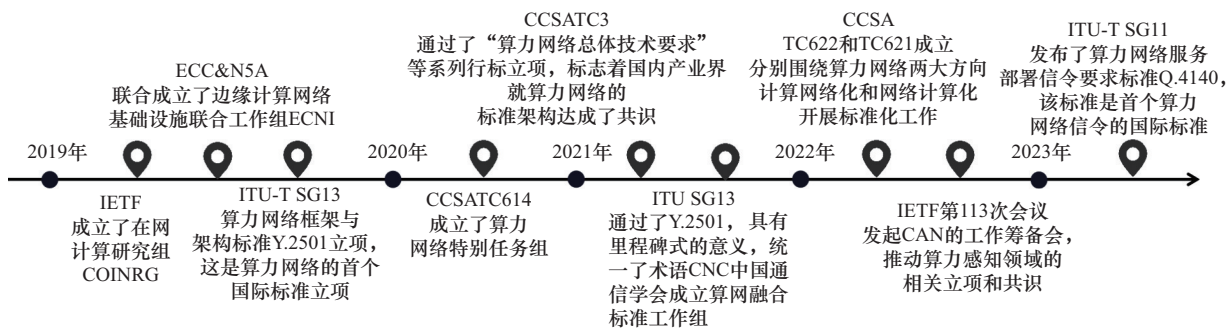 ECC&N5A
联合成立了边缘计算网络
基础设施联合工作组ECNI
CCSATC3
通过了“算力网络总体技术要求”
等系列行标立项，标志着国内产业界
就算力网络的
标准架构达成了共识
CCSA
TC622和TC621成立
分别围绕算力网络两大方向
计算网络化和网络计算化
开展标准化工作
ITU-T SG11
发布了算力网络服务
部署信令要求标准Q.4140，
该标准是首个算力
网络信令的国际标准
2019年
2020年
2021年
2022年
2023年
IETF
成立了在网
计算研究组
COINRG
ITU-T SG13
算力网络框架与
架构标准Y.2501立项，
这是算力网络的首个
国际标准立项
CCSATC614
成立了算力
网络特别任务组
ITU SG13
通过了Y.2501，具有
里程碑式的意义，统
一了术语CNC中国通
信学会成立算网融合
标准工作组
IETF第113次会议
发起CAN的工作筹备会，
推动算力感知领域的
相关立项和共识